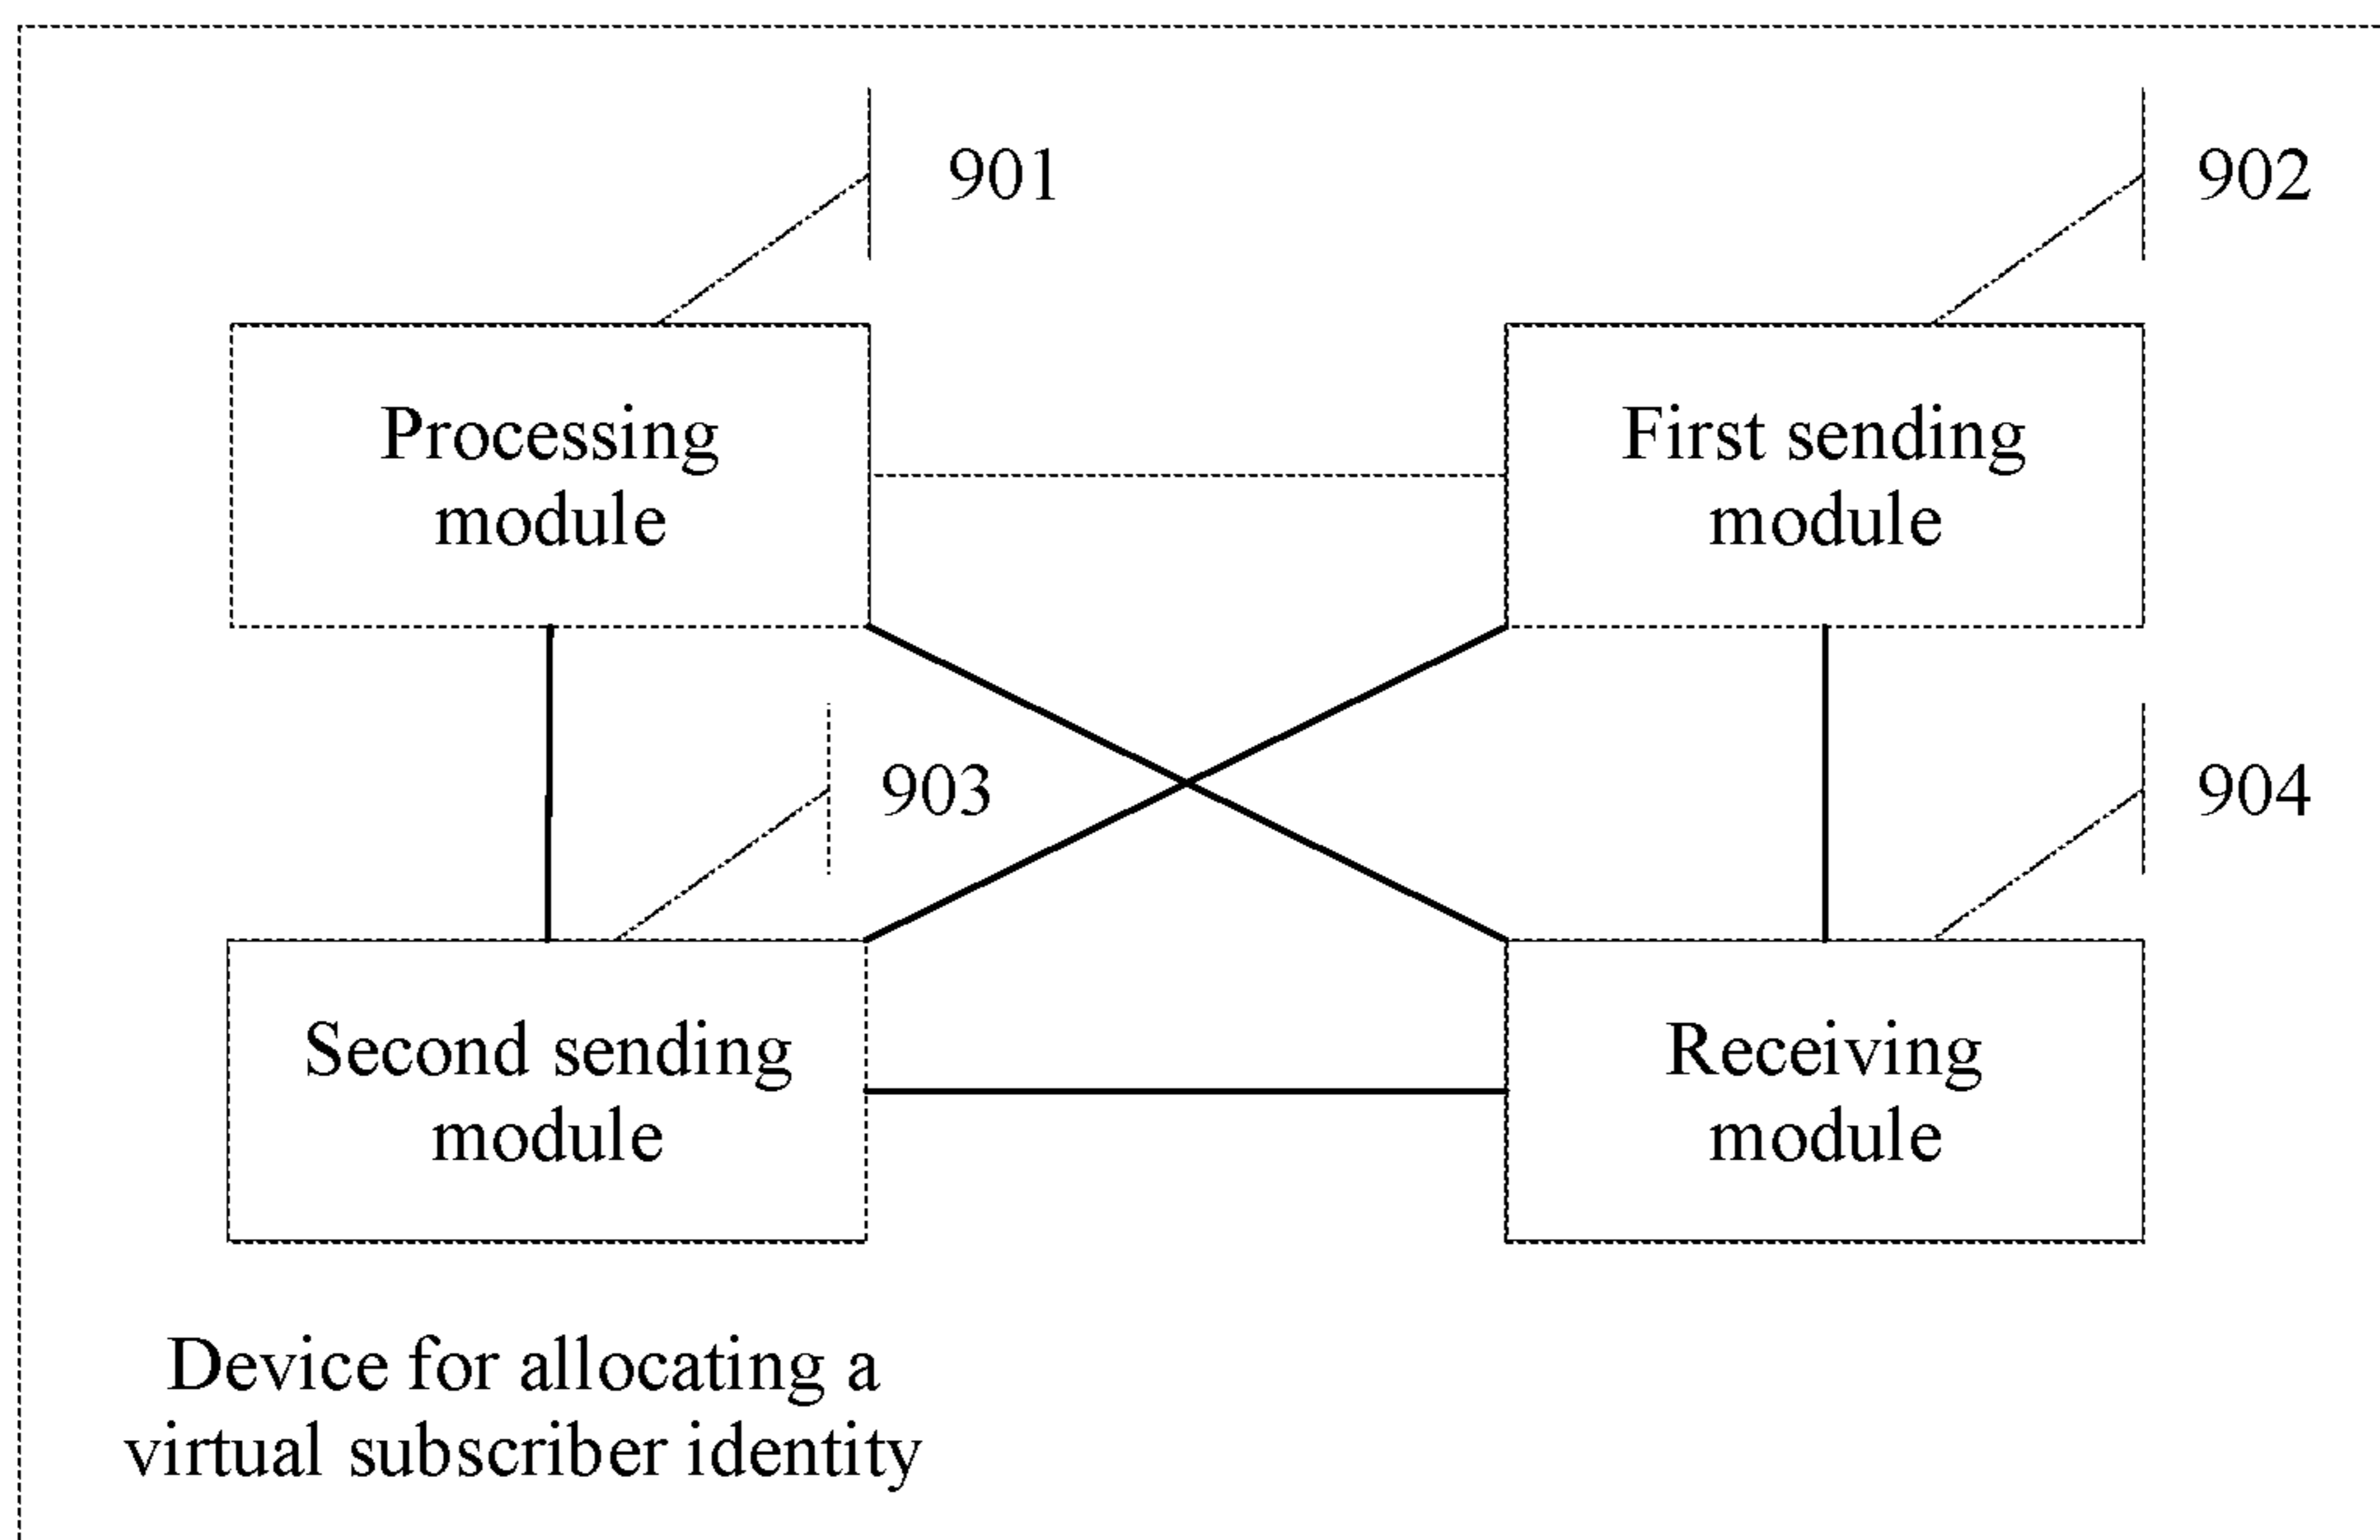 901
902
Processing
module
First sending
module
903
904
Second sending
module
Receiving
module
Device for allocating a
virtual subscriber identity